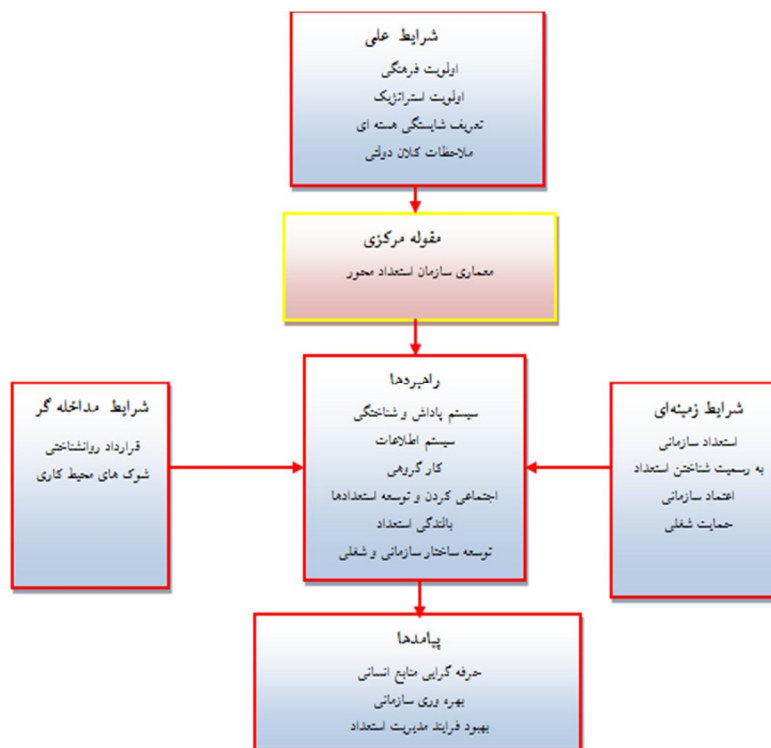 شرایط علی
اولویت فرهنگی
اولویت استراتژیک
تعریف شایستگی هسته ای
ملاحظات کلان دولتی
مقوله مرکزی
معماری سازمان استعداد محور
شرایط زمینه‌ای
استعداد سازمانی
به رسمیت شناختن استعداد
اعتماد سازمانی
حمایت شغلی
راهبردها
سیستم پاداش و شناختگی
سیستم اطلاعات
کار گروهی
اجتماعی کردن و توسعه استعدادها
بالندگی استعداد
توسعه ساختار سازمانی و شغلی
شرایط مداخله گر
قرارداد روانشناختی
شوک های محیط کاری
پیامدها
حرفه گرایی منابع انسانی
بهره وری سازمانی
بهبود فرایند مدیریت استعداد